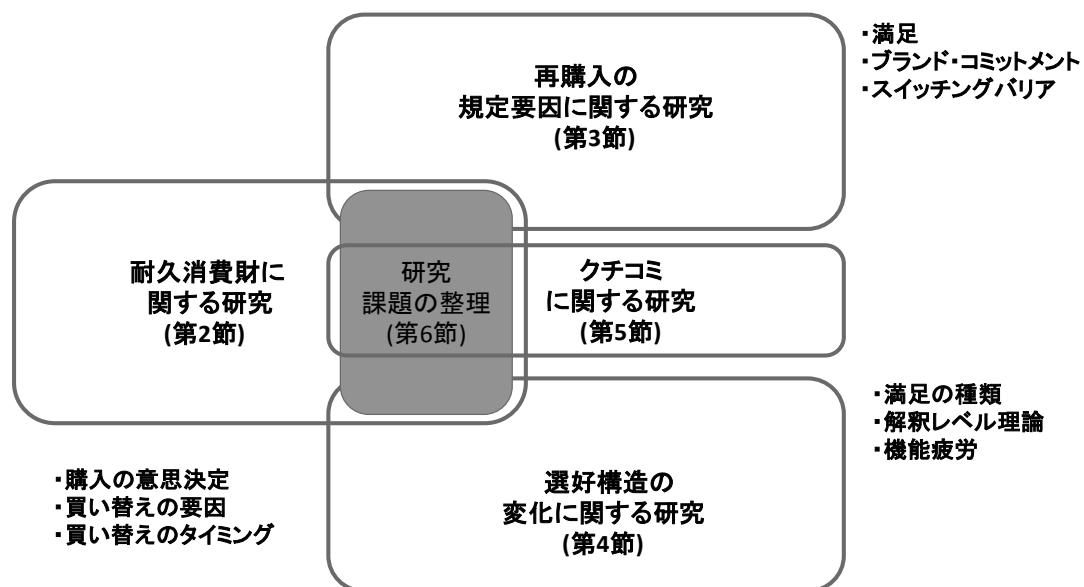 再購入の
規定要因に関する研究
(第3節)
・満足
・ブランド・コミットメント
・スイッチングバリア
耐久消費財に
関する研究
(第2節)
研究
課題の整理
(第6節)
クチコミ
に関する研究
(第5節)
・購入の意思決定
・買い替えの要因
・買い替えのタイミング
選好構造の
変化に関する研究
(第4節)
・満足の種類
・解釈レベル理論
・機能疲労